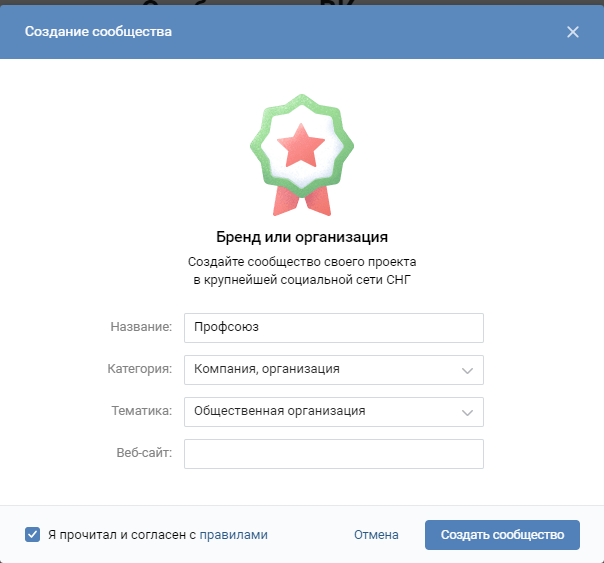 Создание сообщества
Бренд или организация
Создайте сообщество своего проекта
в крупнейшей социальной сети СНГ
Название: Профсоюз
Категория: Компания, организация
Тематика: Общественная организация
Веб-сайт:
Я прочитал и согласен с правилами Отмена Создать сообщество